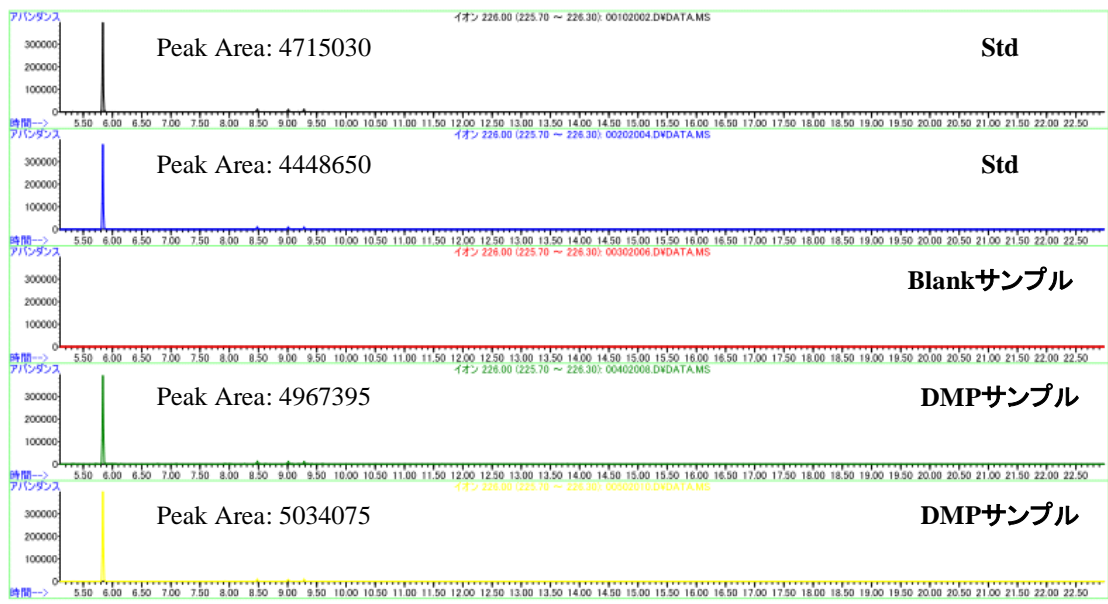 アバンダンス
イオン 226.00 (225.70 ～ 226.30): 00102002.D¥DATA.MS
300000
Peak Area: 4715030
Std
200000
100000
0
5.50 6.00 6.50 7.00 7.50 8.00 8.50 9.00 9.50 10.00 10.50 11.00 11.50 12.00 12.50 13.00 13.50 14.00 14.50 15.00 15.50 16.00 16.50 17.00 17.50 18.00 18.50 19.00 19.50 20.00 20.50 21.00 21.50 22.00 22.50
時間-->
アバンダンス
イオン 226.00 (225.70 ～ 226.30): 00202004.D¥DATA.MS
300000
Peak Area: 4448650
Std
200000
100000
0
5.50 6.00 6.50 7.00 7.50 8.00 8.50 9.00 9.50 10.00 10.50 11.00 11.50 12.00 12.50 13.00 13.50 14.00 14.50 15.00 15.50 16.00 16.50 17.00 17.50 18.00 18.50 19.00 19.50 20.00 20.50 21.00 21.50 22.00 22.50
時間-->
アバンダンス
イオン 226.00 (225.70 ～ 226.30): 00302006.D¥DATA.MS
300000
Blankサンプル
200000
100000
0
5.50 6.00 6.50 7.00 7.50 8.00 8.50 9.00 9.50 10.00 10.50 11.00 11.50 12.00 12.50 13.00 13.50 14.00 14.50 15.00 15.50 16.00 16.50 17.00 17.50 18.00 18.50 19.00 19.50 20.00 20.50 21.00 21.50 22.00 22.50
時間-->
アバンダンス
イオン 226.00 (225.70 ～ 226.30): 00402008.D¥DATA.MS
300000
Peak Area: 4967395
DMPサンプル
200000
100000
0
5.50 6.00 6.50 7.00 7.50 8.00 8.50 9.00 9.50 10.00 10.50 11.00 11.50 12.00 12.50 13.00 13.50 14.00 14.50 15.00 15.50 16.00 16.50 17.00 17.50 18.00 18.50 19.00 19.50 20.00 20.50 21.00 21.50 22.00 22.50
時間-->
アバンダンス
イオン 226.00 (225.70 ～ 226.30): 00502010.D¥DATA.MS
300000
Peak Area: 5034075
DMPサンプル
200000
100000
0
5.50 6.00 6.50 7.00 7.50 8.00 8.50 9.00 9.50 10.00 10.50 11.00 11.50 12.00 12.50 13.00 13.50 14.00 14.50 15.00 15.50 16.00 16.50 17.00 17.50 18.00 18.50 19.00 19.50 20.00 20.50 21.00 21.50 22.00 22.50
時間-->